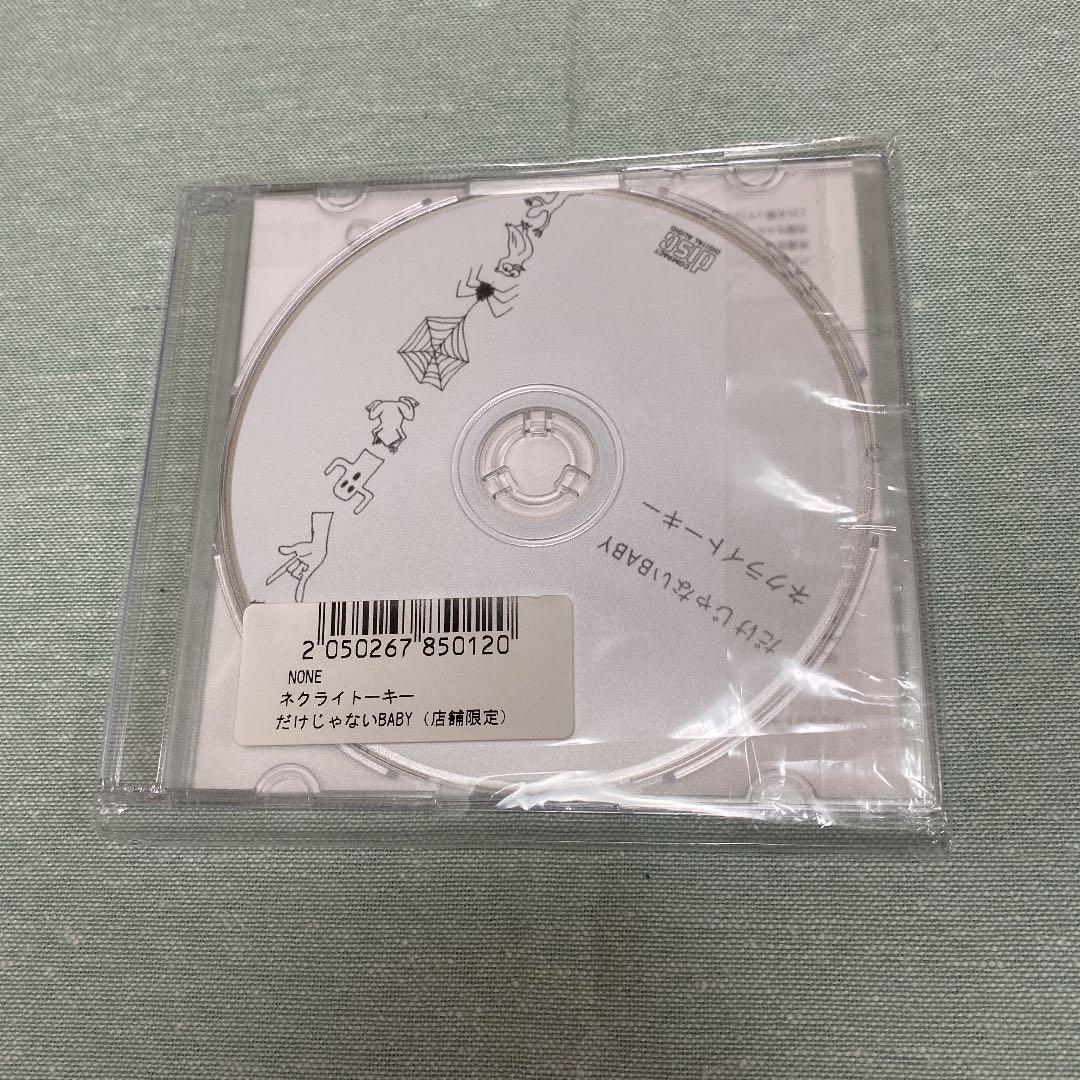 COMPACT
disc
DIGITAL AUDIO
だけじゃないBABY
ネクライトーキー
2 050267 850120
NONE
ネクライトーキー
だけじゃないBABY (店舗限定)